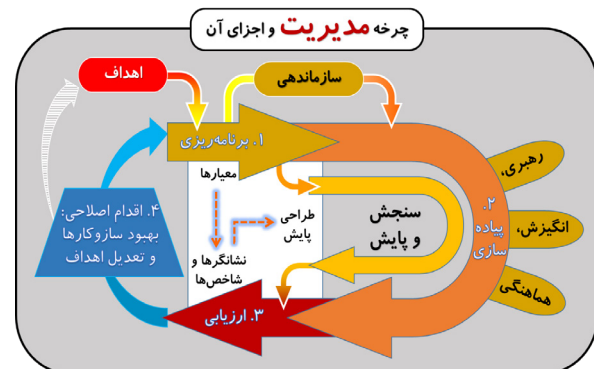 چرخه مدیریت و اجزای آن
اهداف
سازماندهی
۱. برنامه‌ریزی
معیارها
طراحی
پایش
نشانگرها و
شاخص‌ها
سنجش
و پایش
۲.
پیاده
سازی
رهبری،
انگیزش،
هماهنگی
۳. ارزیابی
۴. اقدام اصلاحی:
بهبود سازوکارها
و تعدیل اهداف